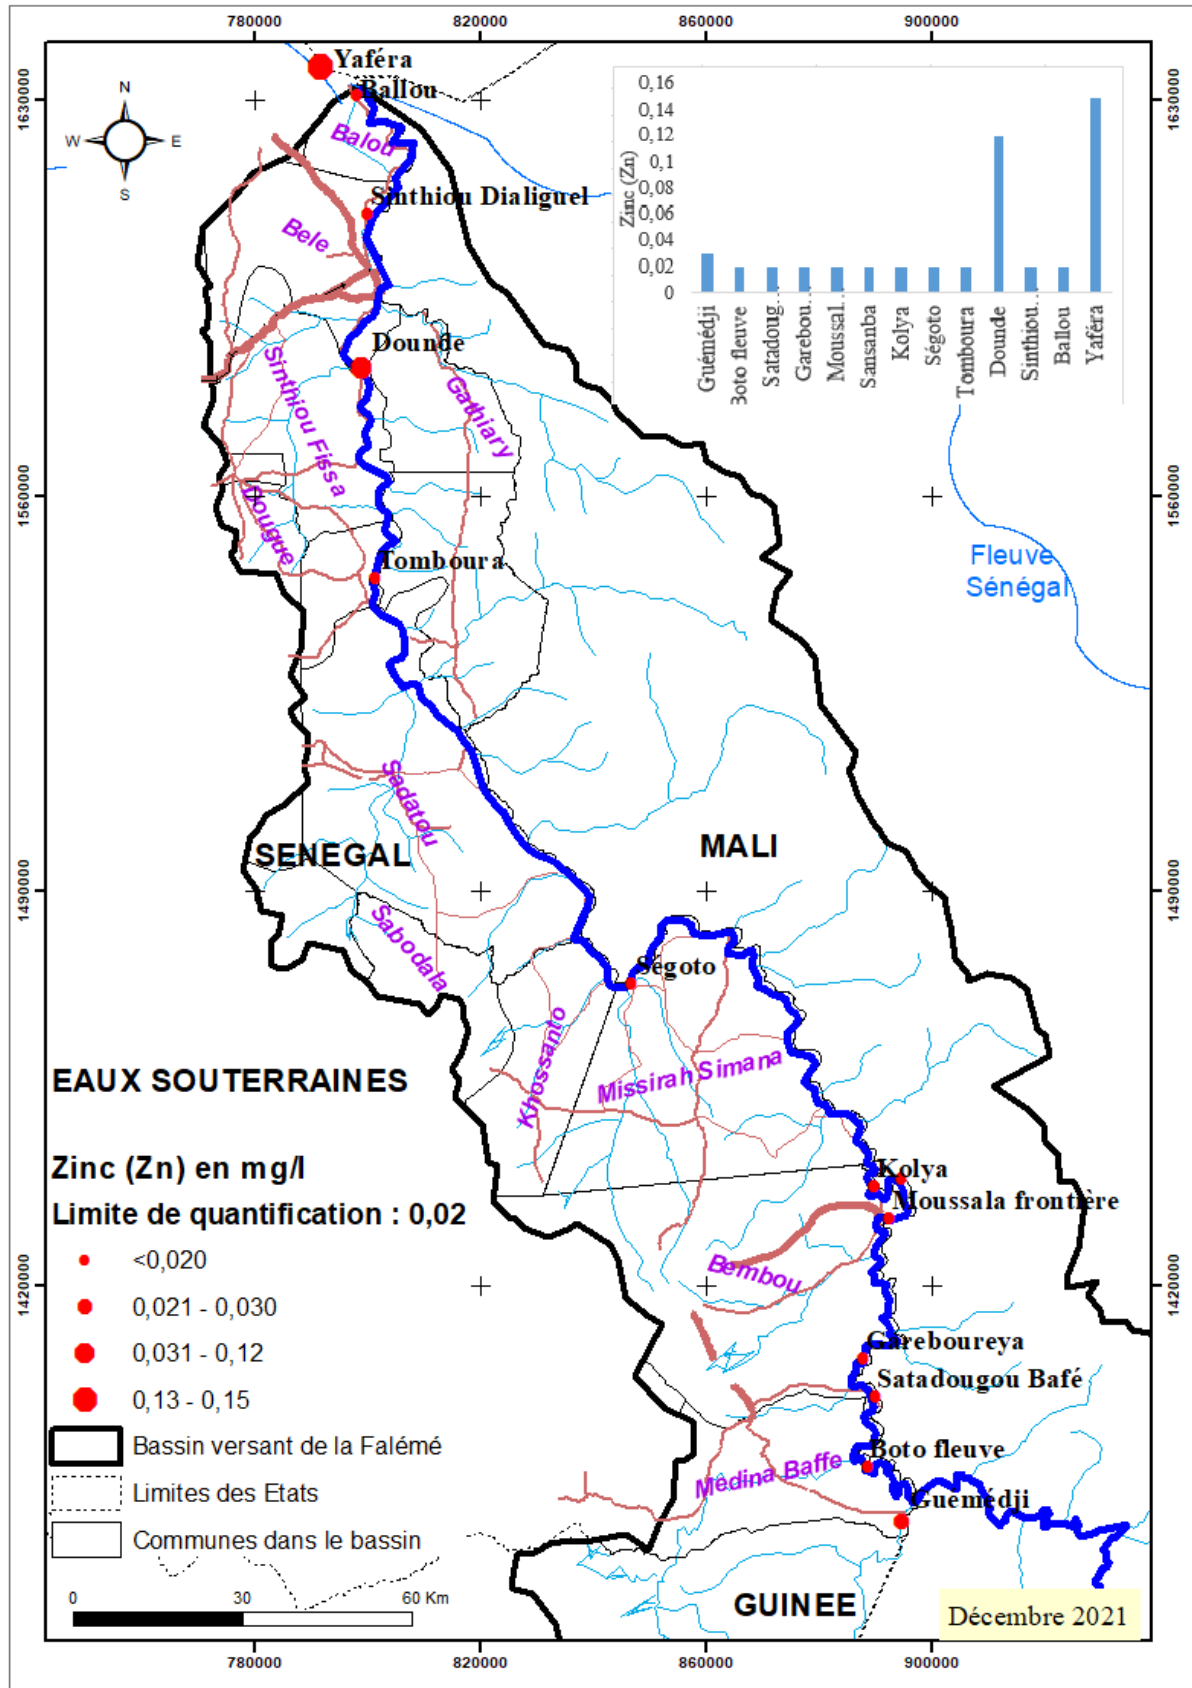 780000
820000
860000
900000
1630000
1560000
1490000
1420000
1630000
1560000
1490000
1420000
N
W
E
S
Yaféra
Ballou
Balou
Sinthiou Dialiguel
Bele
Dounde
Sinthiou Fissa
Gathiary
Dougue
Tomboura
Fleuve
Sénégal
Sadatou
SENEGAL
MALI
Sabodala
Ségoto
Khossanto
Missirah Simana
Kolya
Moussala frontière
Bembou
Gareboureya
Satadougou Bafé
Boto fleuve
Médina Baffe
Guémédji
GUINEE
Zinc (Zn)
0,16
0,14
0,12
0,1
0,08
0,06
0,04
0,02
0
Guémedji
Boto fleuve
Satadoug...
Garebou...
Moussal...
Sansanba
Kolya
Ségoto
Tomboura
Dounde
Sinthiou...
Ballou
Yaféra
EAUX SOUTERRAINES
Zinc (Zn) en mg/l
Limite de quantification : 0,02
<0,020
0,021 - 0,030
0,031 - 0,12
0,13 - 0,15
Bassin versant de la Falémé
Limites des Etats
Communes dans le bassin
0
30
60 Km
Décembre 2021
780000
820000
860000
900000